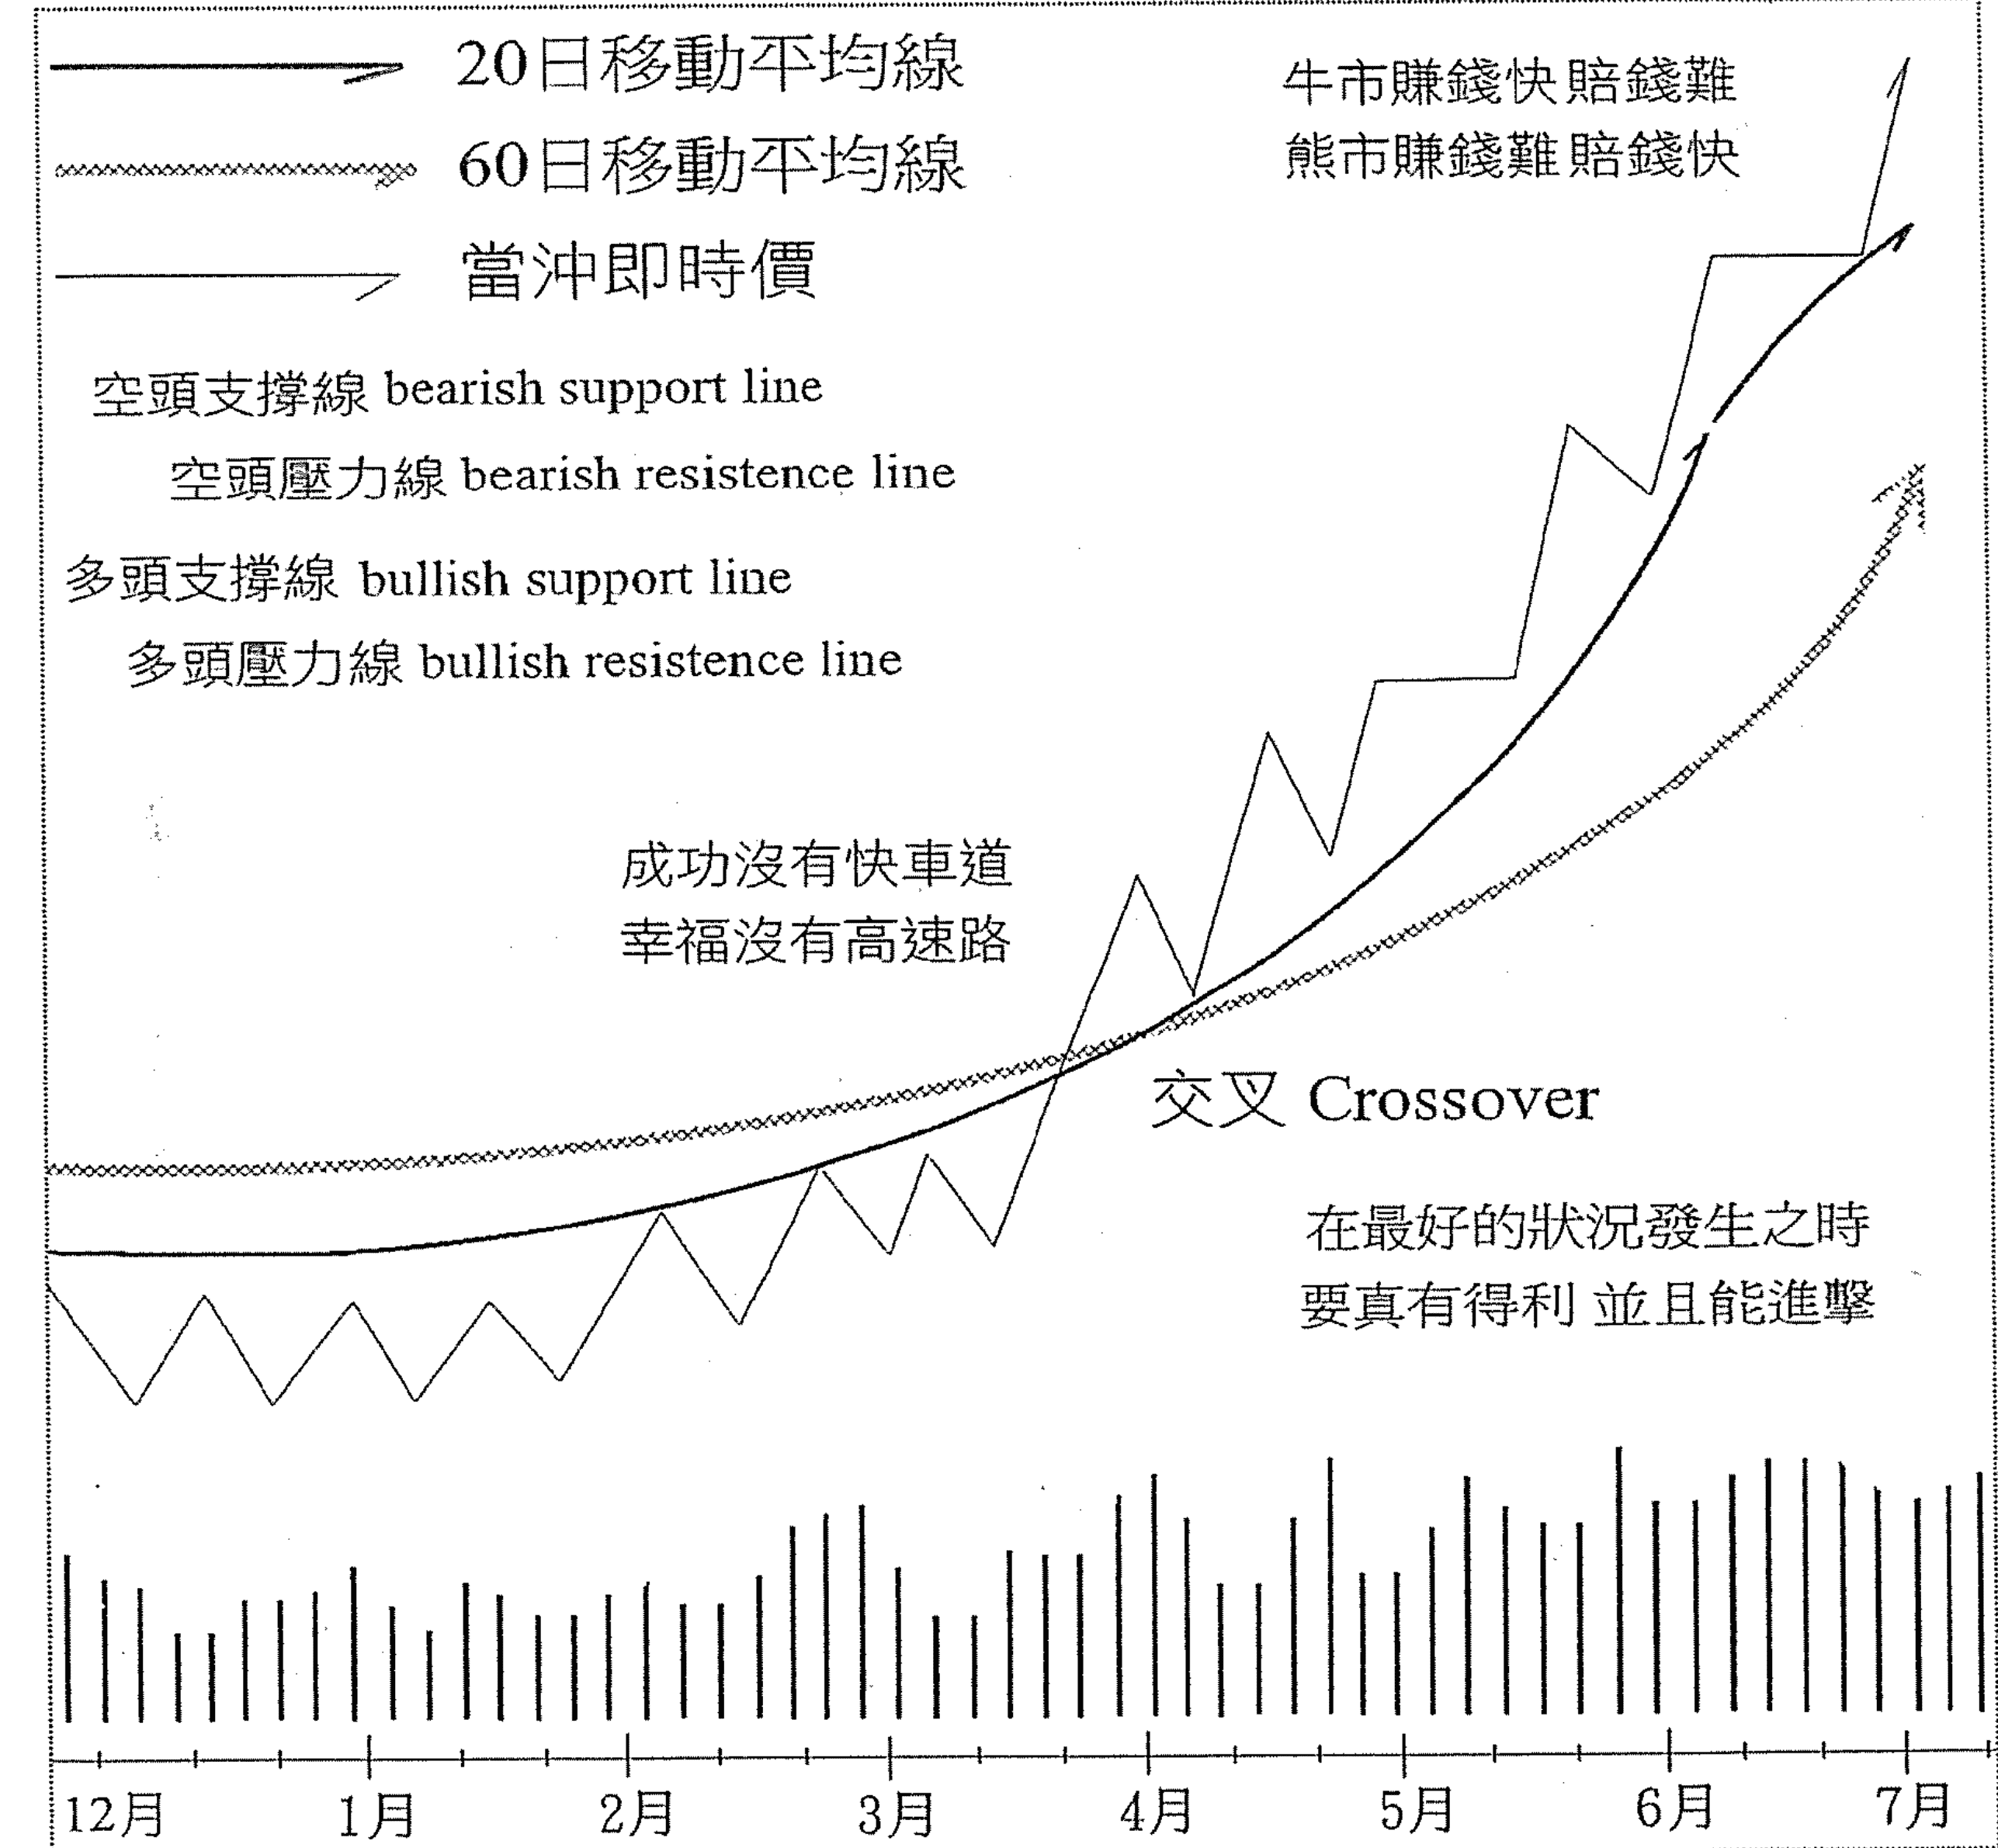 20日移動平均線
60日移動平均線
當沖即時價
牛市賺錢快賠錢難
熊市賺錢難賠錢快
空頭支撐線 bearish support line
空頭壓力線 bearish resistence line
多頭支撐線 bullish support line
多頭壓力線 bullish resistence line
成功沒有快車道
幸福沒有高速路
交叉 Crossover
在最好的狀況發生之時
要真有得利 並且能進擊
12月 1月 2月 3月 4月 5月 6月 7月